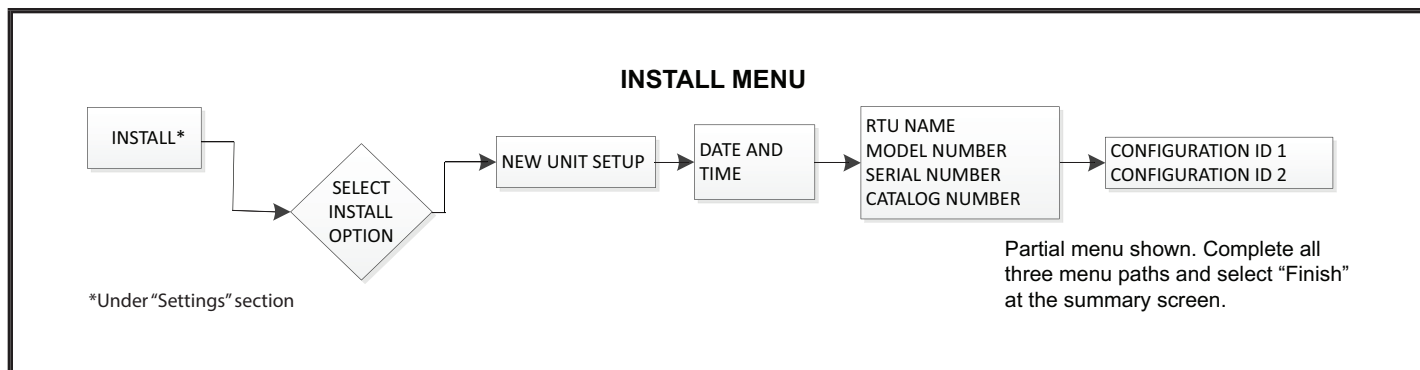 INSTALL MENU
INSTALL*
SELECT
INSTALL
OPTION
NEW UNIT SETUP
DATE AND
TIME
RTU NAME
MODEL NUMBER
SERIAL NUMBER
CATALOG NUMBER
CONFIGURATION ID 1
CONFIGURATION ID 2
Partial menu shown. Complete all
three menu paths and select “Finish”
at the summary screen.
*Under “Settings” section